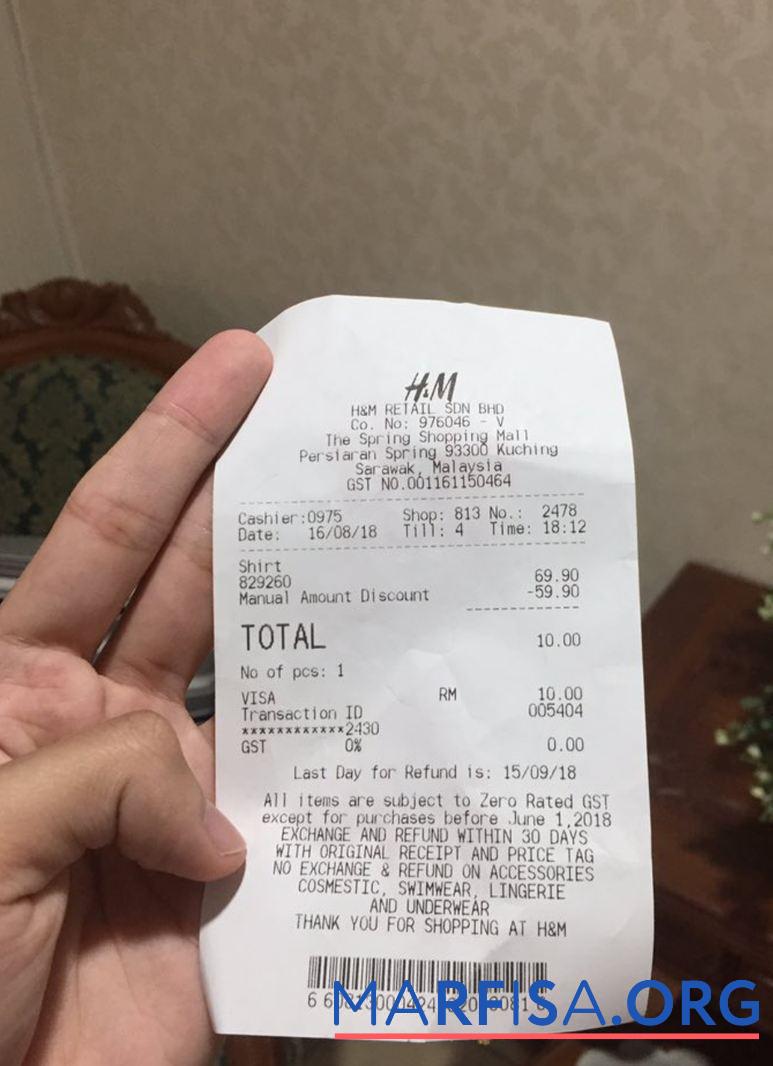 H&M
H&M RETAIL SDN BHD
Co. No: 976046 - V
The Spring Shopping Mall
Persiaran Spring 93300 Kuching
Sarawak, Malaysia
GST NO.001161150464
Cashier:0975 Shop: 813 No.: 2478
Date: 16/08/18 Till: 4 Time: 18:12
Shirt
829260 69.90
Manual Amount Discount -59.90
TOTAL 10.00
No of pcs: 1
VISA RM 10.00
Transaction ID 005404
************2430
GST 0% 0.00
Last Day for Refund is: 15/09/18
All items are subject to Zero Rated GST
except for purchases before June 1,2018
EXCHANGE AND REFUND WITHIN 30 DAYS
WITH ORIGINAL RECEIPT AND PRICE TAG
NO EXCHANGE & REFUND ON ACCESSORIES
COSMESTIC, SWIMWEAR, LINGERIE
AND UNDERWEAR
THANK YOU FOR SHOPPING AT H&M
MARFISA.ORG